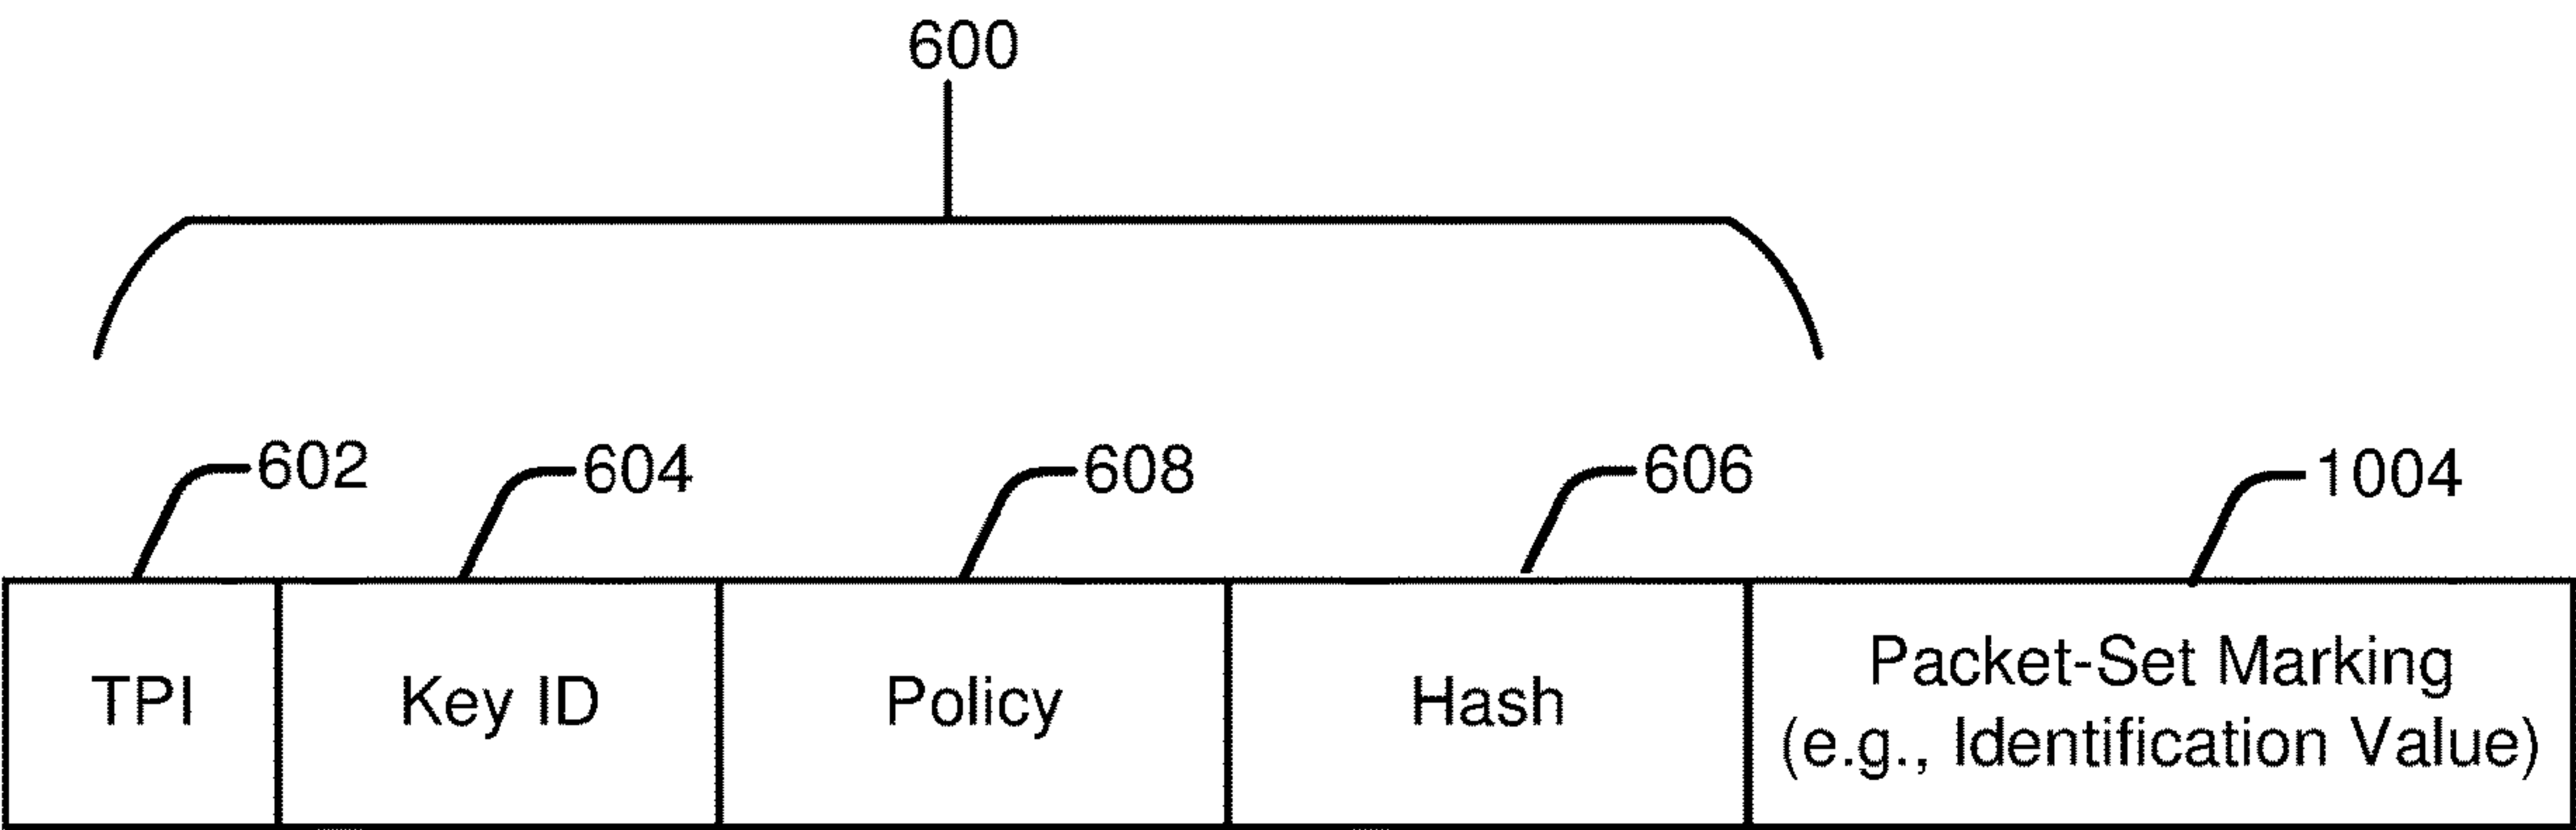 600
602
604
608
606
1004
TPI
Key ID
Policy
Hash
Packet-Set Marking
(e.g., Identification Value)